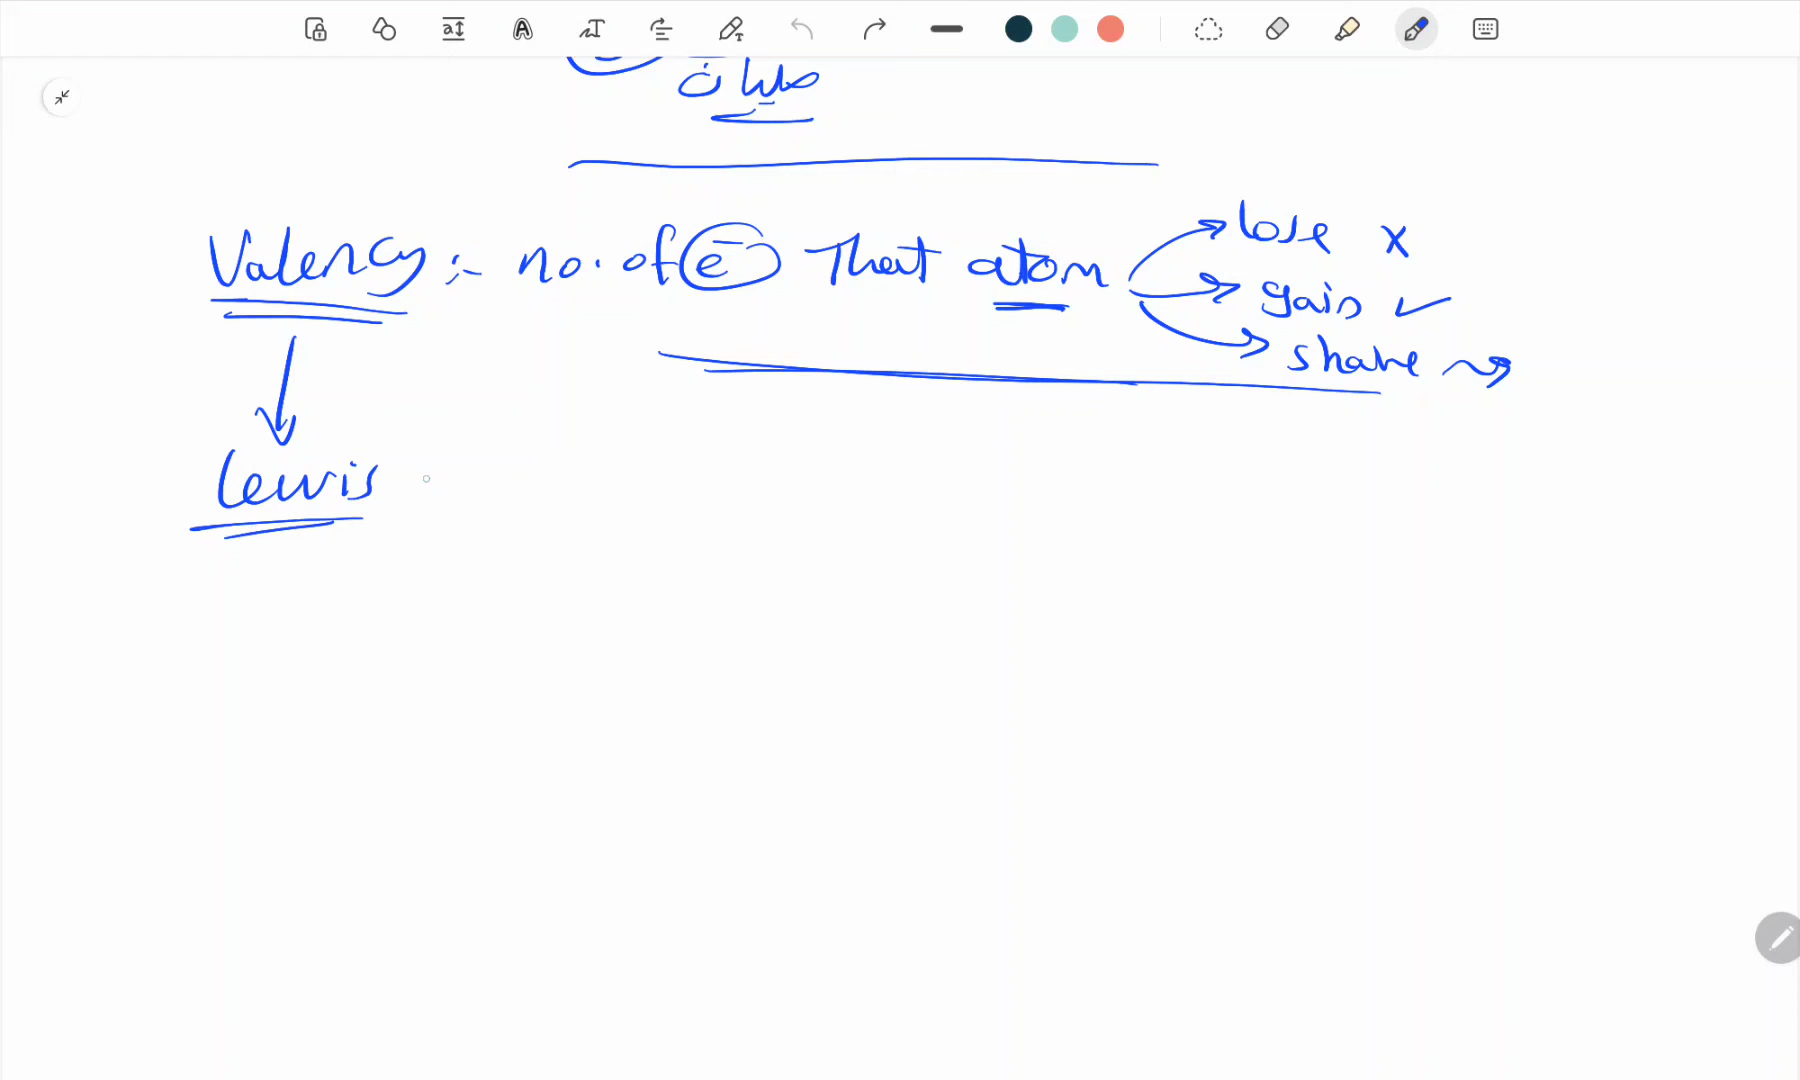 Valency :- no. of e⁻ That atom
lose x
gain ✓
share
Lewis